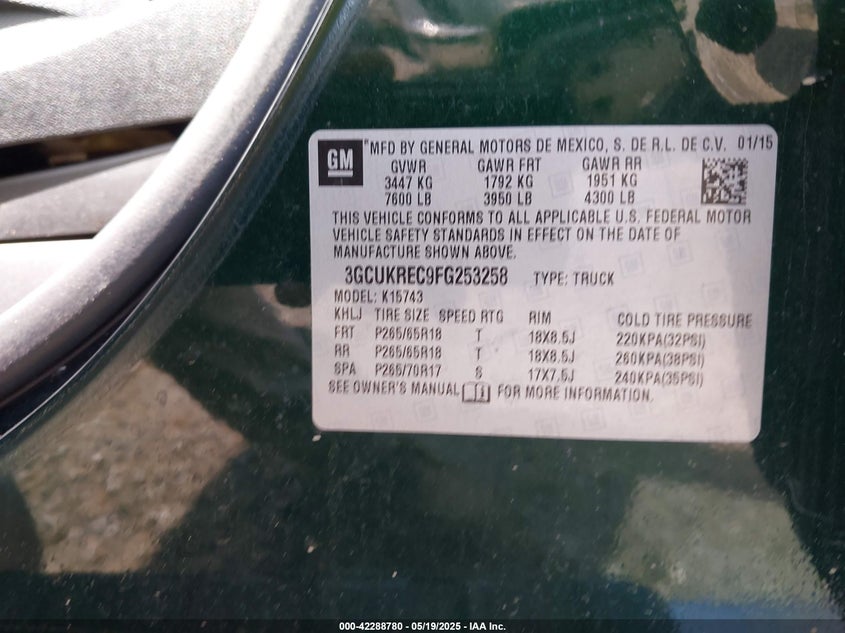 GM ®MFD BY GENERAL MOTORS DE MEXICO, S. DE R.L. DE C.V. 01/15
GVWR GAWR FRT GAWR RR
3447 KG 1792 KG 1951 KG
7600 LB 3950 LB 4300 LB
THIS VEHICLE CONFORMS TO ALL APPLICABLE U.S. FEDERAL MOTOR
VEHICLE SAFETY STANDARDS IN EFFECT ON THE DATE OF
MANUFACTURE SHOWN ABOVE.
3GCUKREC9FG253258 TYPE: TRUCK
MODEL: K15743
KHLJ TIRE SIZE SPEED RTG RIM COLD TIRE PRESSURE
FRT P265/65R18 T 18X8.5J 220KPA(32PSI)
RR P265/65R18 T 18X8.5J 260KPA(38PSI)
SPA P265/70R17 S 17X7.5J 240KPA(35PSI)
SEE OWNER'S MANUAL FOR MORE INFORMATION.
000-42288780 - 05/19/2025 - IAA Inc.